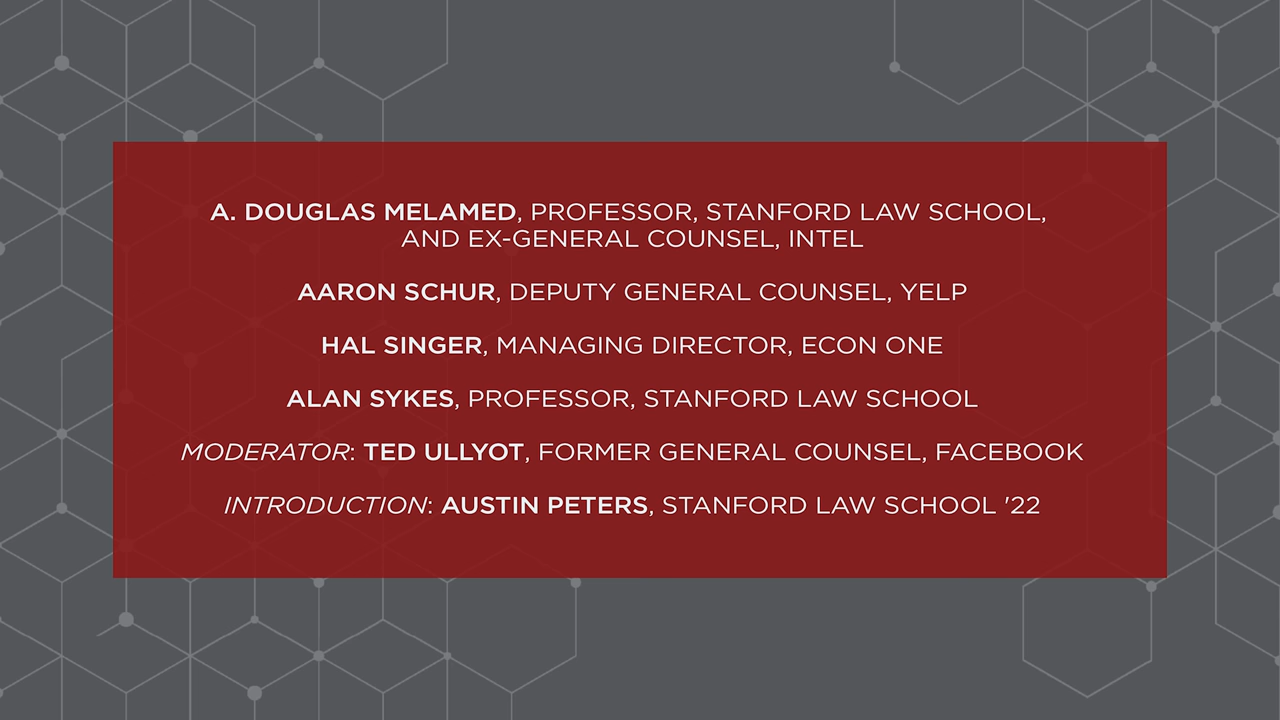 A. DOUGLAS MELAMED, PROFESSOR, STANFORD LAW SCHOOL,
AND EX-GENERAL COUNSEL, INTEL
AARON SCHUR, DEPUTY GENERAL COUNSEL, YELP
HAL SINGER, MANAGING DIRECTOR, ECON ONE
ALAN SYKES, PROFESSOR, STANFORD LAW SCHOOL
MODERATOR: TED ULLYOT, FORMER GENERAL COUNSEL, FACEBOOK
INTRODUCTION: AUSTIN PETERS, STANFORD LAW SCHOOL '22